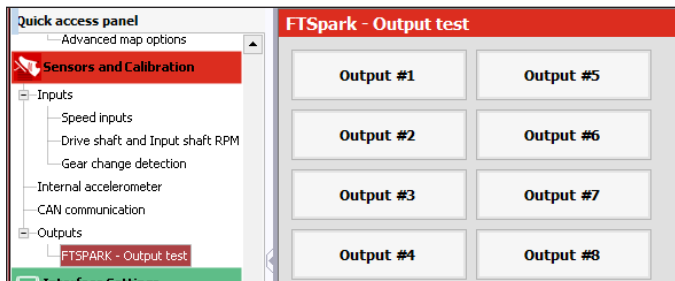 Quick access panel
Advanced map options
Sensors and Calibration
Inputs
Speed inputs
Drive shaft and Input shaft RPM
Gear change detection
Internal accelerometer
CAN communication
Outputs
FTSPARK - Output test
Interface Settings
FTSpark - Output test
Output #1
Output #5
Output #2
Output #6
Output #3
Output #7
Output #4
Output #8